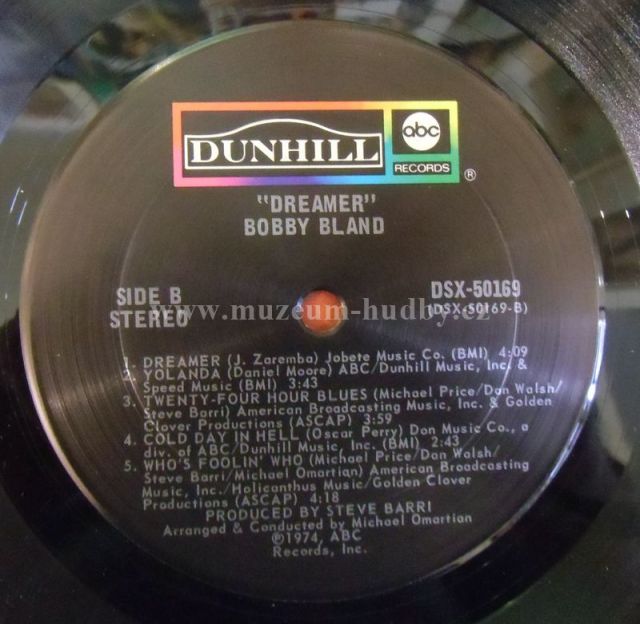 DUNHILL
abc
RECORDS
®
"DREAMER"
BOBBY BLAND
SIDE B
STEREO
DSX-50169
(DSX-50169-B)
www.muzeum-hudby.cz
1. DREAMER (J. Zaremba) Jobete Music Co. (BMI) 4:09
2. YOLANDA (Daniel Moore) ABC/Dunhill Music, Inc. &
Speed Music (BMI) 3:43
3. TWENTY-FOUR HOUR BLUES (Michael Price/Dan Walsh/
Steve Barri) American Broadcasting Music, Inc. & Golden
Clover Productions (ASCAP) 3:59
4. COLD DAY IN HELL (Oscar Perry) Don Music Co., a
div. of ABC/Dunhill Music, Inc. (BMI) 2:43
5. WHO'S FOOLIN' WHO (Michael Price/Dan Walsh/
Steve Barri/Michael Omartian) American Broadcasting
Music, Inc./Holicanthus Music/Golden Clover
Productions (ASCAP) 4:18
PRODUCED BY STEVE BARRI
Arranged & Conducted by Michael Omartian
℗1974, ABC
Records, Inc.